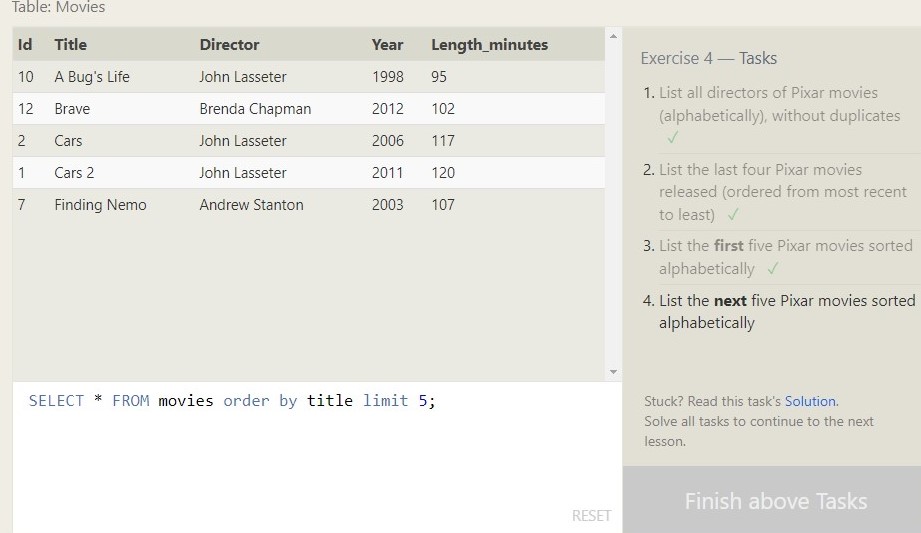 Table: Movies
Id Title Director Year Length_minutes
10 A Bug's Life John Lasseter 1998 95
12 Brave Brenda Chapman 2012 102
2 Cars John Lasseter 2006 117
1 Cars 2 John Lasseter 2011 120
7 Finding Nemo Andrew Stanton 2003 107
SELECT * FROM movies order by title limit 5;
RESET
Exercise 4 — Tasks
1. List all directors of Pixar movies
(alphabetically), without duplicates
✓
2. List the last four Pixar movies
released (ordered from most recent
to least) ✓
3. List the first five Pixar movies sorted
alphabetically ✓
4. List the next five Pixar movies sorted
alphabetically
Stuck? Read this task's Solution.
Solve all tasks to continue to the next
lesson.
Finish above Tasks